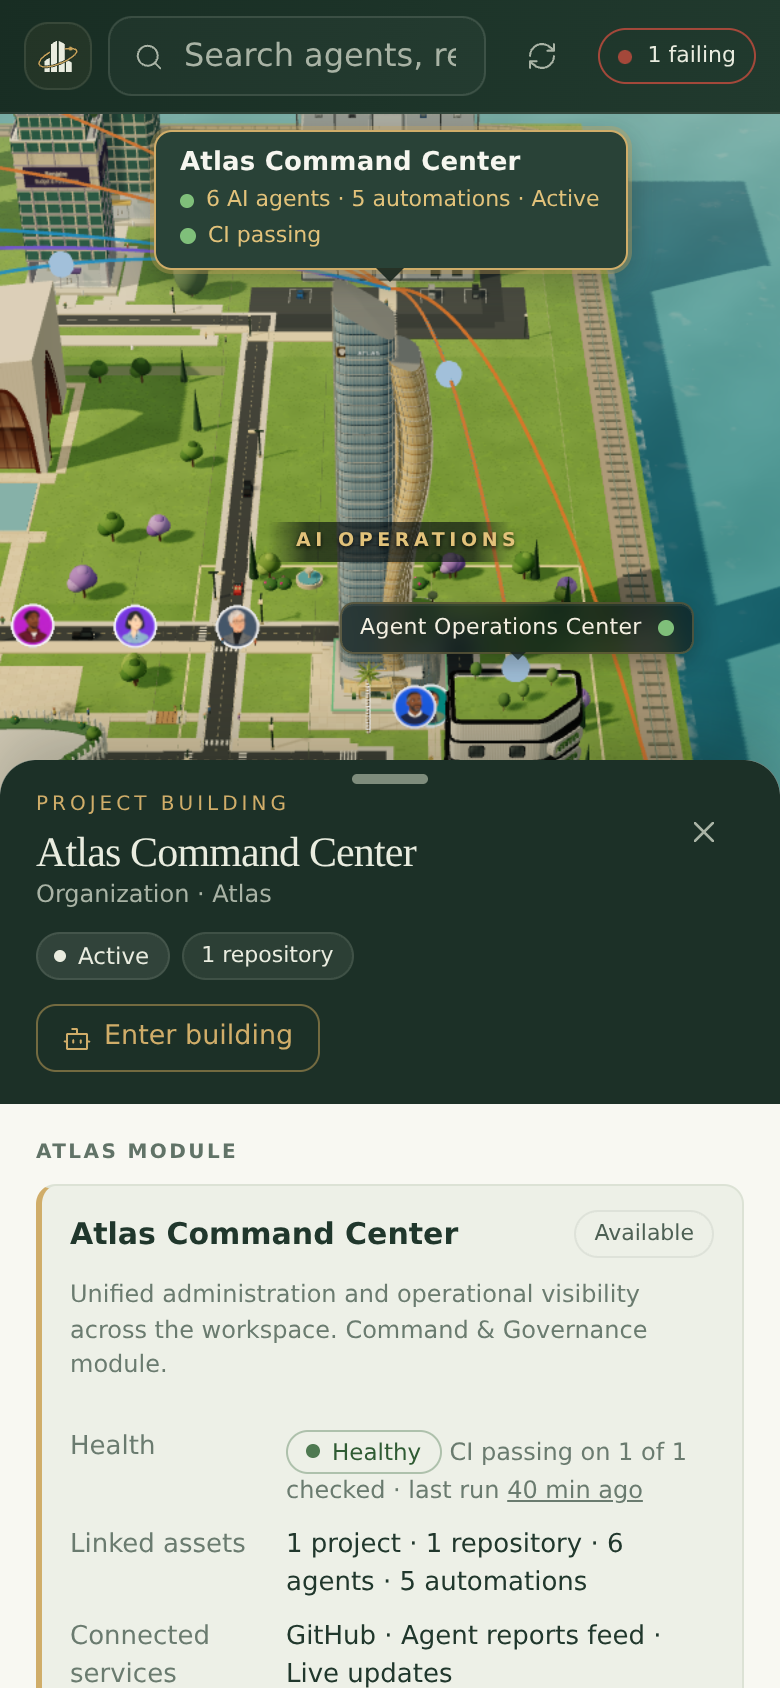 Search agents, re
1 failing
Atlas Command Center
6 AI agents · 5 automations · Active
CI passing
ATLAS
AI OPERATIONS
Agent Operations Center
PROJECT BUILDING
Atlas Command Center
Organization · Atlas
Active
1 repository
Enter building
ATLAS MODULE
Atlas Command Center
Available
Unified administration and operational visibility
across the workspace. Command & Governance
module.
Health
Healthy CI passing on 1 of 1
checked · last run 40 min ago
Linked assets
1 project · 1 repository · 6
agents · 5 automations
Connected
services
GitHub · Agent reports feed ·
Live updates